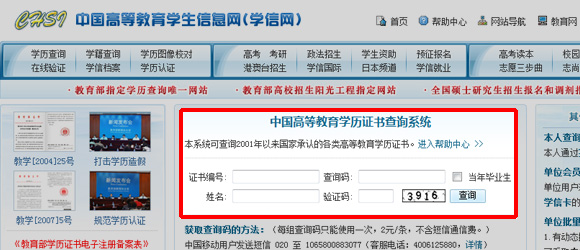 CHSI 中国高等教育学生信息网(学信网) 首页 帮助中心 网站导航 教育网
学历查询 学籍查询 学历图像校对 高考 考研 政法招生 学生资助 预证报名 高考读本
在线验证 学信档案 学历认证 港澳台招生 学信国际 日本频道 学信就业 志愿三步曲 志
教育部指定学历查询唯一网站 教育部高校招生阳光工程指定网站 全国硕士研究生招生报名和调剂
中国高等教育学历证书查询系统
本系统可查询2001年以来国家承认的各类高等教育学历证书。进入帮助中心 >>
证书编号: 查询码: 当年毕业生
姓名: 验证码: 3916 查询
教学[2004]25号 打击学历造假
教学[2007]5号 规范学历认证
《教育部学历证书电子注册备案表》
获取查询码的方法:(每组查询码只能使用一次,2元/条,不含短信通信费。)
中国移动用户发送短信 020 至 1065800883077(客服电话:4006125880 详情)
其
本人查询
本人通过
单位会员
单位用户
学信卡的
单位批量
1. 有动态